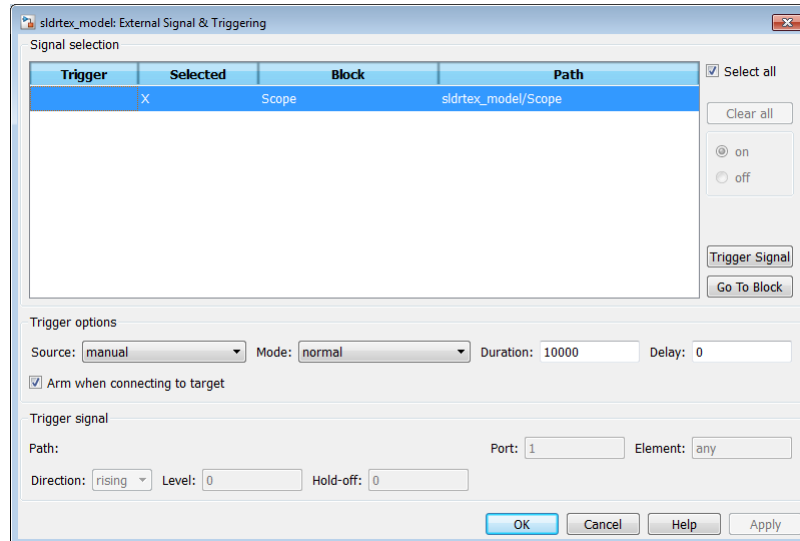 sldrtex_model: External Signal & Triggering
Signal selection
Trigger Selected Block Path
X Scope sldrtex_model/Scope
Select all
Clear all
on
off
Trigger Signal
Go To Block
Trigger options
Source: manual Mode: normal Duration: 10000 Delay: 0
Arm when connecting to target
Trigger signal
Path: Port: 1 Element: any
Direction: rising Level: 0 Hold-off: 0
OK Cancel Help Apply